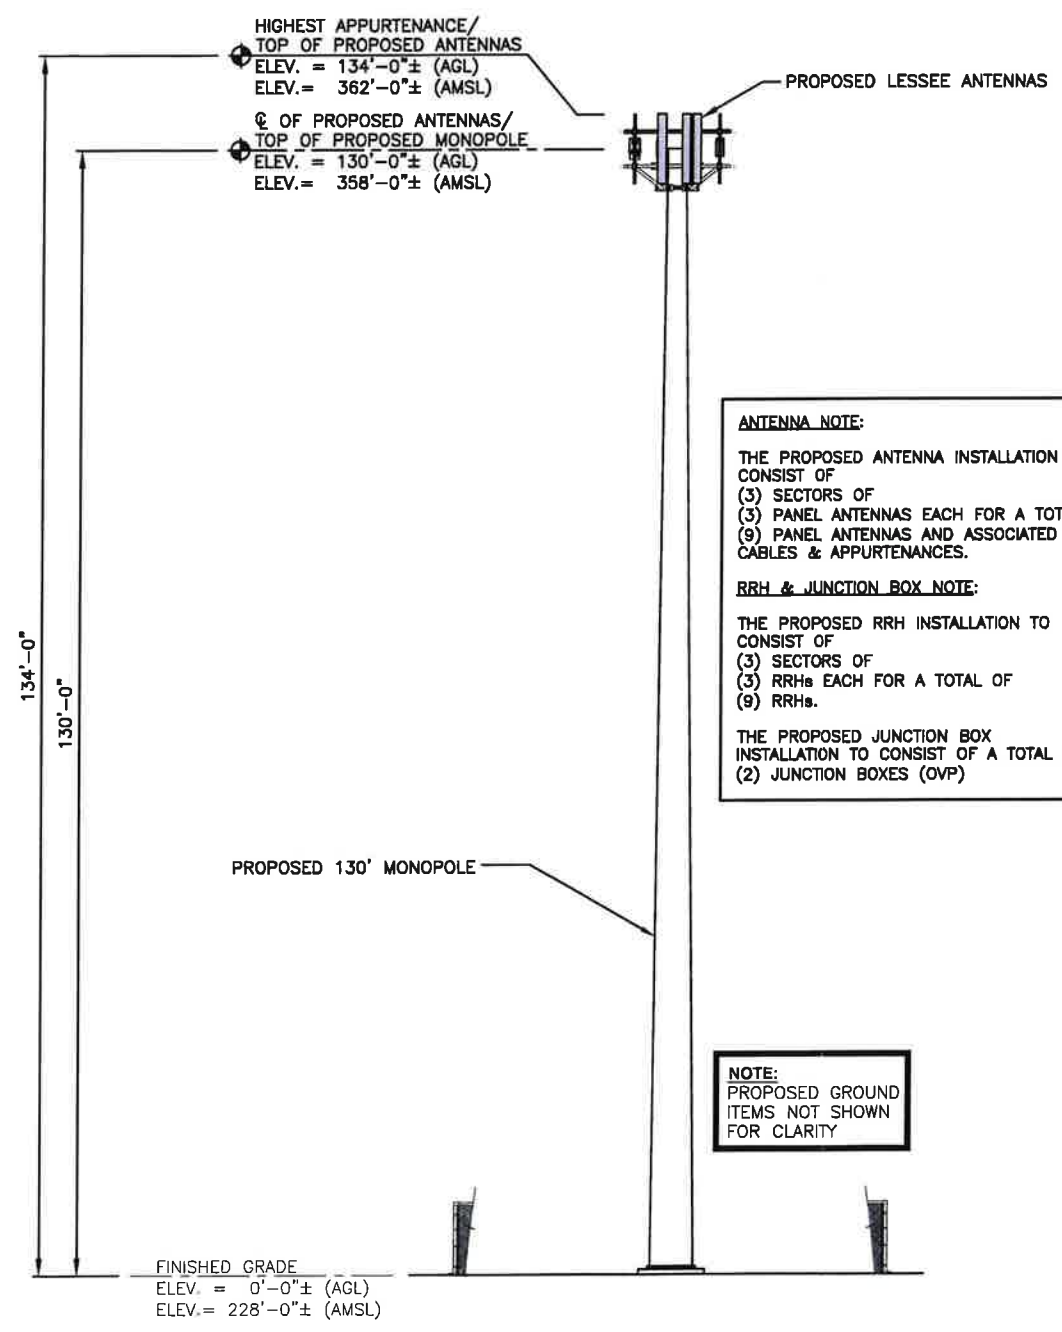 HIGHEST APPURTENANCE/
TOP OF PROPOSED ANTENNAS
ELEV. = 134'-0"± (AGL)
ELEV.= 362'-0"± (AMSL)
PROPOSED LESSEE ANTENNAS
℄ OF PROPOSED ANTENNAS/
TOP OF PROPOSED MONOPOLE
ELEV. = 130'-0"± (AGL)
ELEV.= 358'-0"± (AMSL)
ANTENNA NOTE:
THE PROPOSED ANTENNA INSTALLATION
CONSIST OF
(3) SECTORS OF
(3) PANEL ANTENNAS EACH FOR A TOT
(9) PANEL ANTENNAS AND ASSOCIATED
CABLES & APPURTENANCES.
RRH & JUNCTION BOX NOTE:
THE PROPOSED RRH INSTALLATION TO
CONSIST OF
(3) SECTORS OF
(3) RRHs EACH FOR A TOTAL OF
(9) RRHs.
THE PROPOSED JUNCTION BOX
INSTALLATION TO CONSIST OF A TOTAL
(2) JUNCTION BOXES (OVP)
134'-0"
130'-0"
PROPOSED 130' MONOPOLE
NOTE:
PROPOSED GROUND
ITEMS NOT SHOWN
FOR CLARITY
FINISHED GRADE
ELEV. = 0'-0"± (AGL)
ELEV.= 228'-0"± (AMSL)